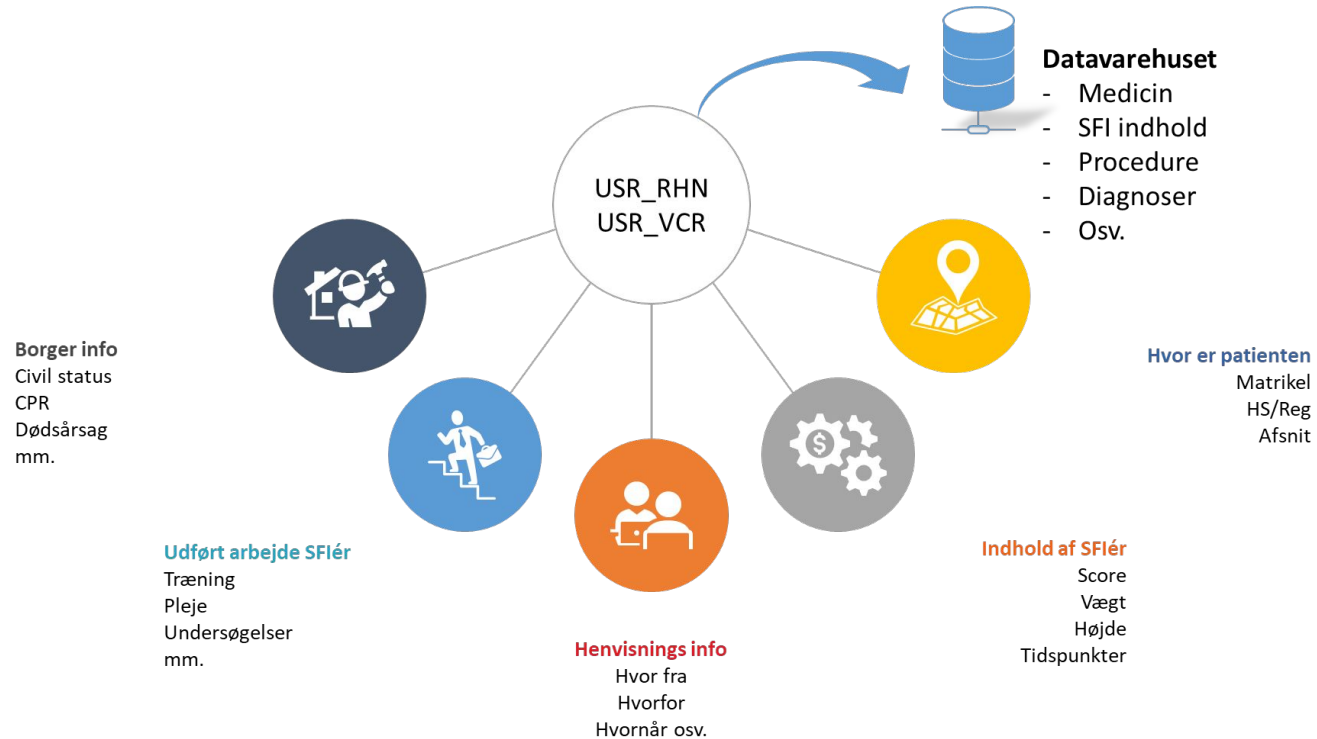 Datavarehuset
- Medicin
- SFI indhold
- Procedure
- Diagnoser
- Osv.
USR_RHN
USR_VCR
Borger info
Civil status
CPR
Dødsårsag
mm.
Udført arbejde SFIér
Træning
Pleje
Undersøgelser
mm.
Henvisnings info
Hvor fra
Hvorfor
Hvornår osv.
$
Indhold af SFIér
Score
Vægt
Højde
Tidspunkter
Hvor er patienten
Matrikel
HS/Reg
Afsnit